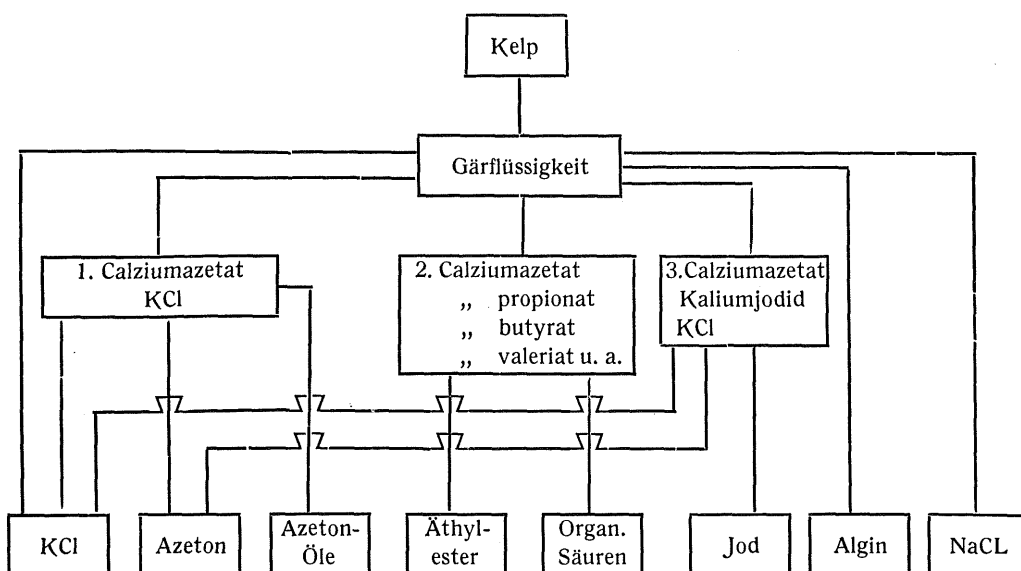 Kelp
Gärflüssigkeit
1. Calziumazetat
KCl
2. Calziumazetat
„ propionat
„ butyrat
„ valeriat u. a.
3.Calziumazetat
Kaliumjodid
KCl
KCl
Azeton
Azeton-
Öle
Äthyl-
ester
Organ.
Säuren
Jod
Algin
NaCL